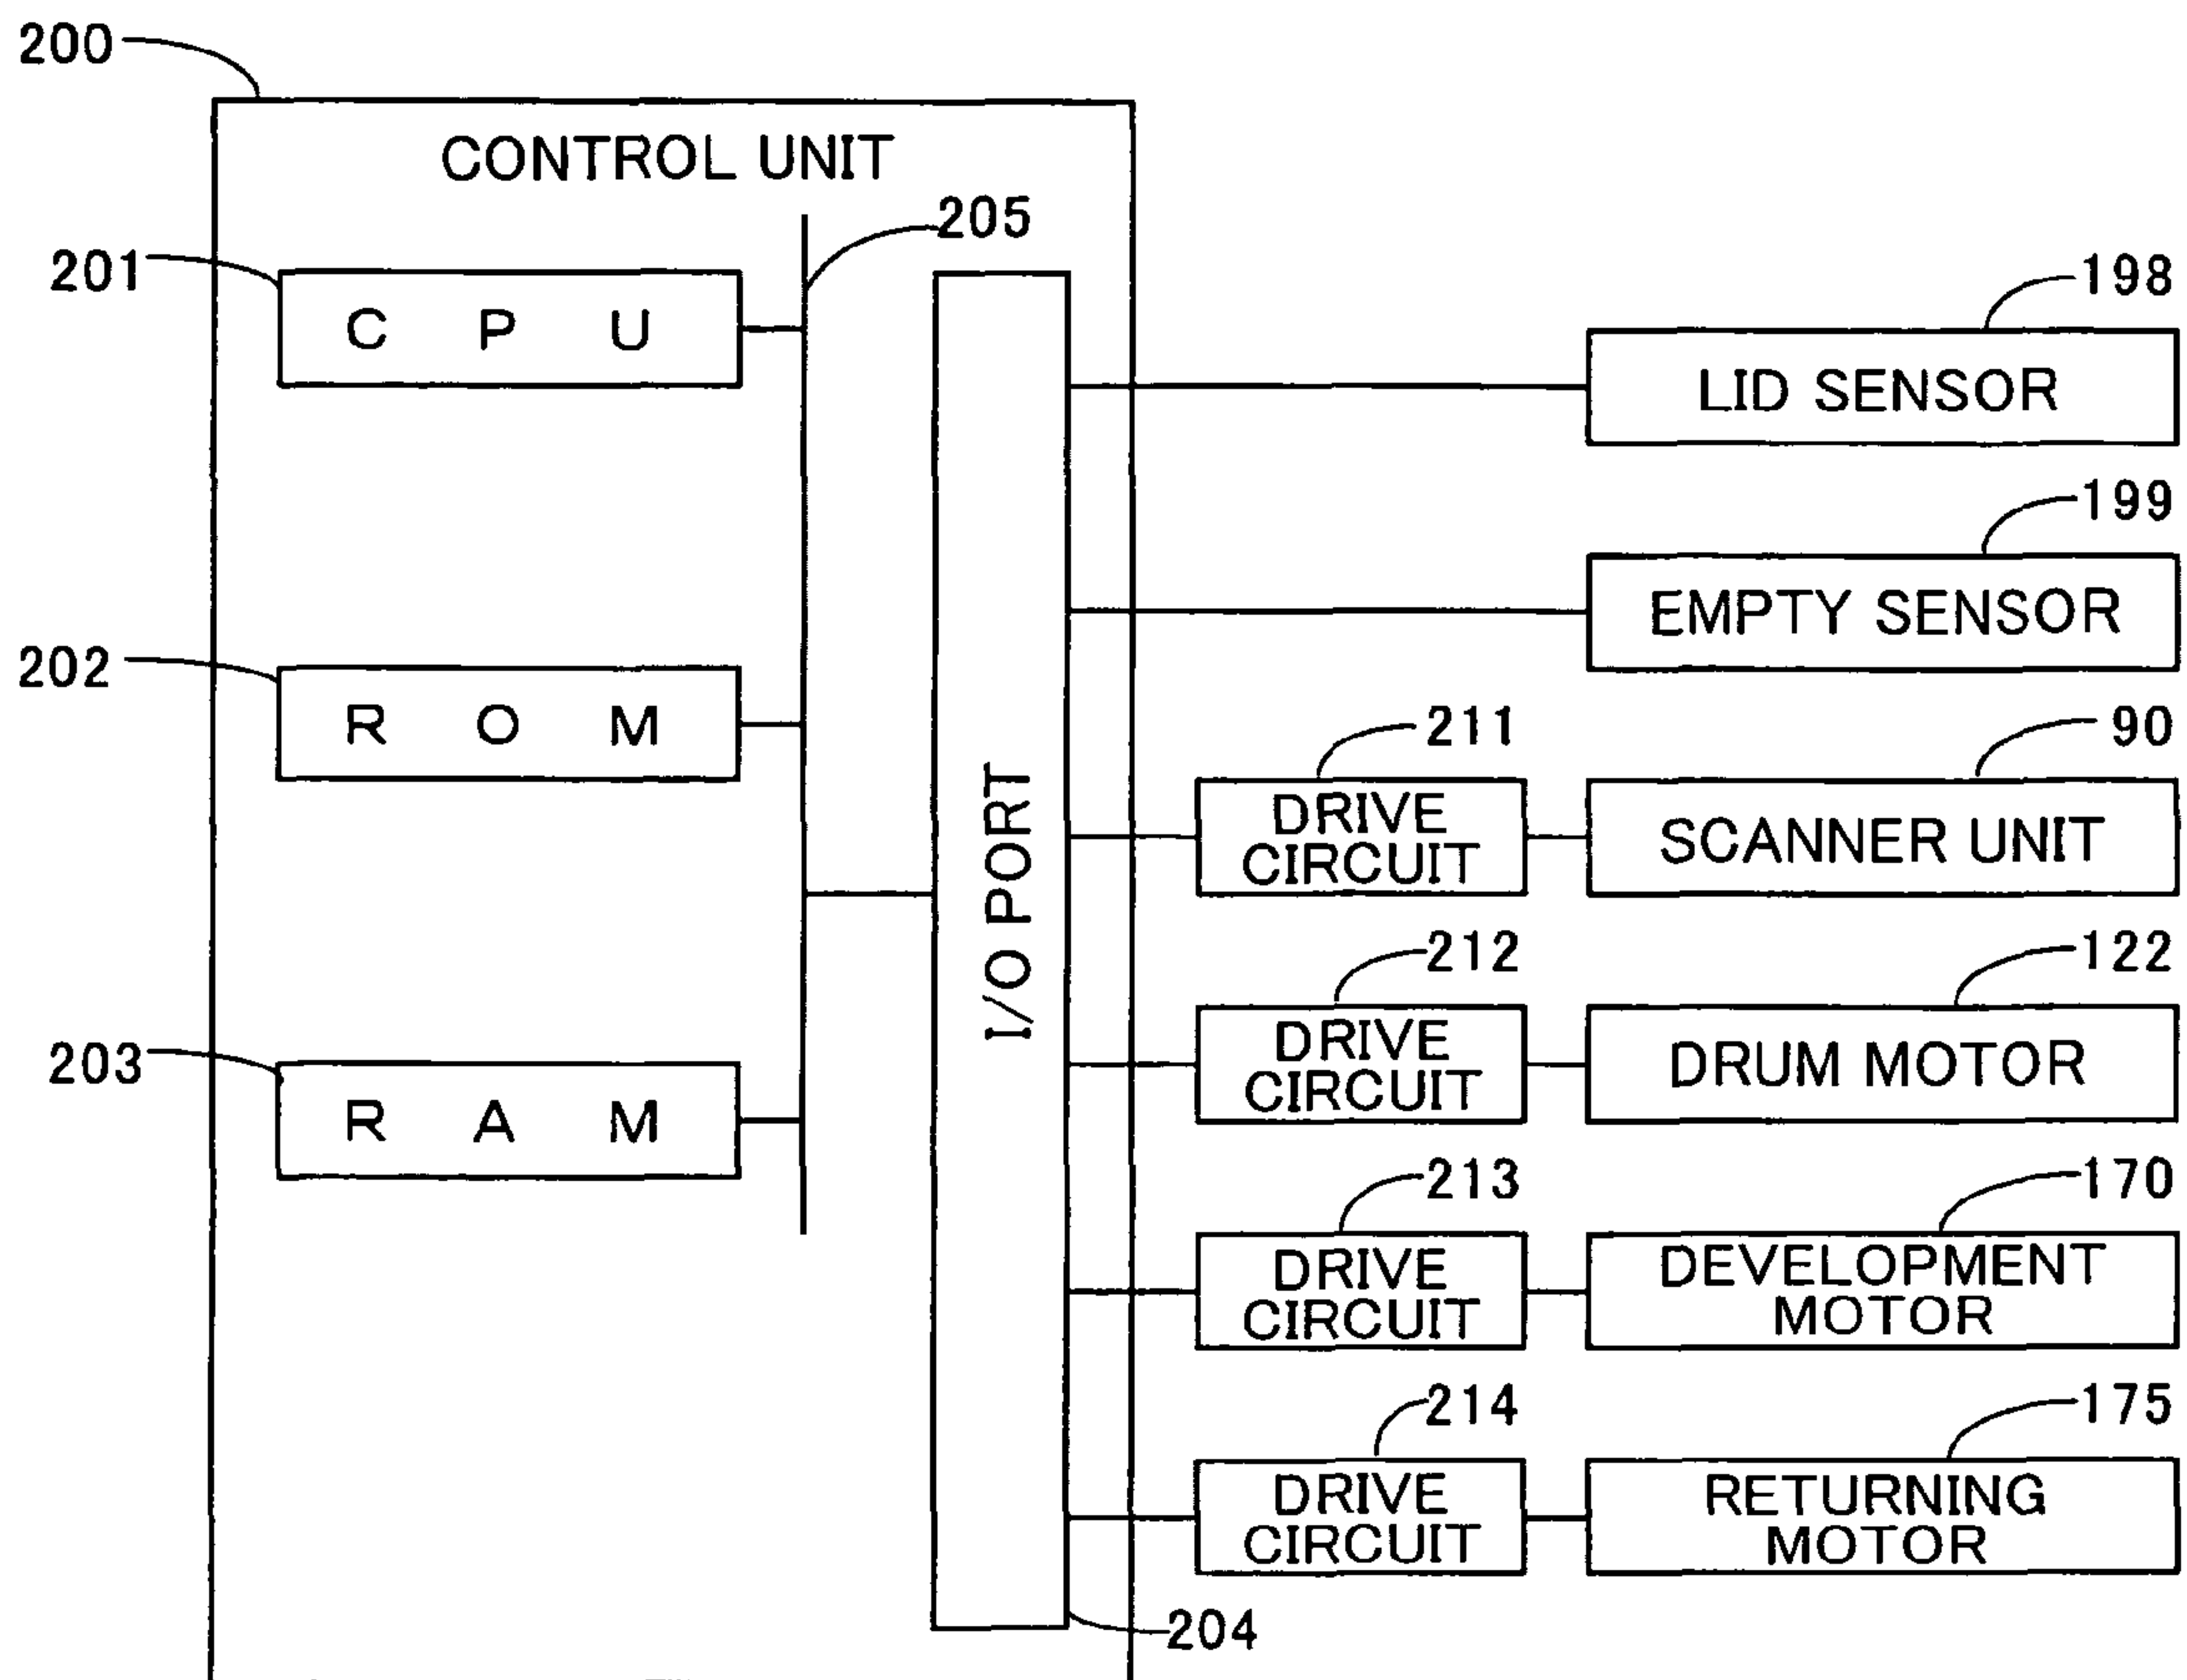 200
CONTROL UNIT
205
201
C P U
198
LID SENSOR
199
EMPTY SENSOR
202
R O M
211
90
DRIVE
CIRCUIT
SCANNER UNIT
I/O PORT
212
122
DRIVE
CIRCUIT
DRUM MOTOR
203
R A M
213
170
DRIVE
CIRCUIT
DEVELOPMENT
MOTOR
214
175
DRIVE
CIRCUIT
RETURNING
MOTOR
204